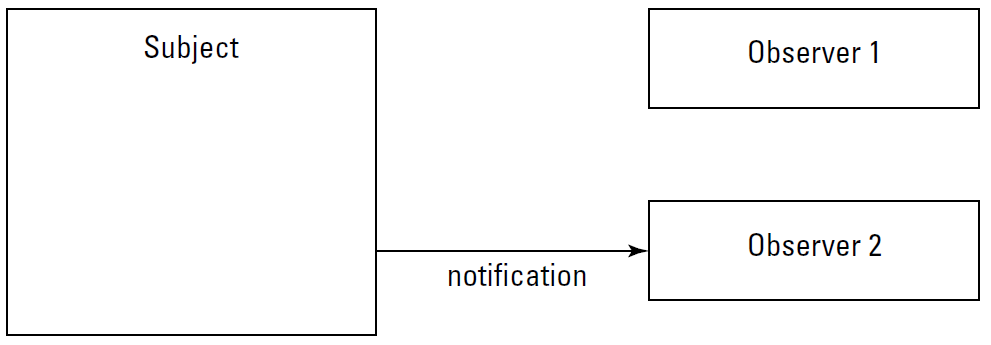 Subject
Observer 1
Observer 2
notification